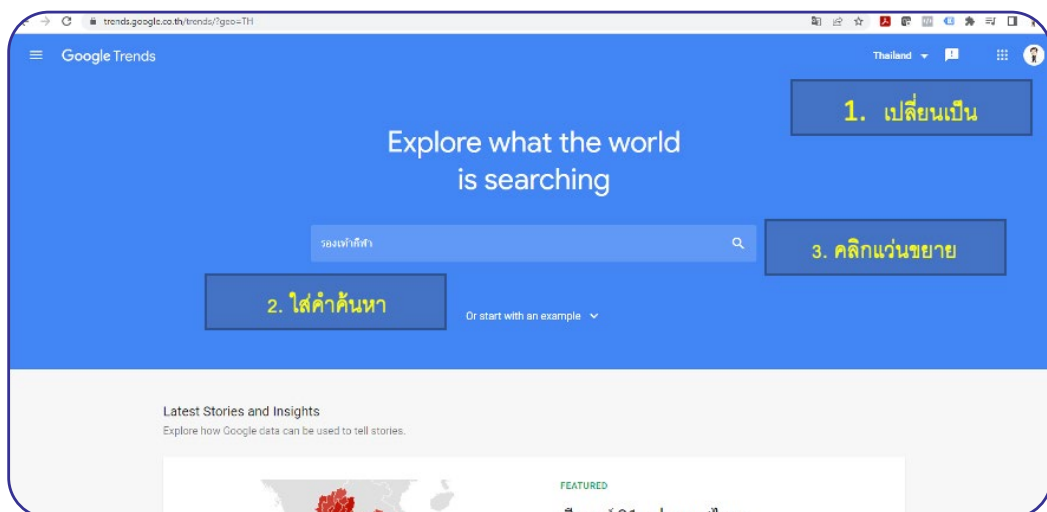 trends.google.co.th/trends/?geo=TH
Google Trends
Thailand
1. เปลี่ยนเป็น
Explore what the world
is searching
รองเท้ากีฬา
3. คลิกแว่นขยาย
2. ใส่คำค้นหา
Or start with an example
Latest Stories and Insights
Explore how Google data can be used to tell stories.
FEATURED